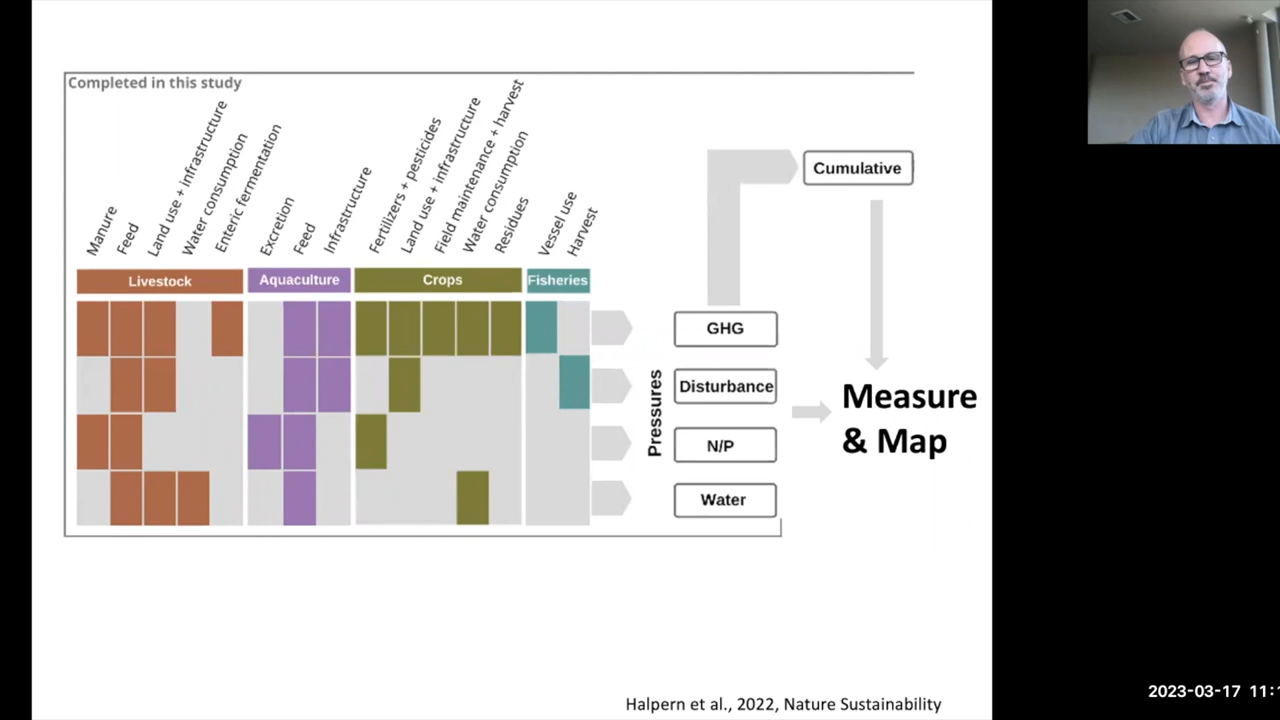 Completed in this study
Manure
Feed
Land use + infrastructure
Water consumption
Enteric fermentation
Excretion
Feed
Infrastructure
Fertilizers + pesticides
Land use + infrastructure
Field maintenance + harvest
Water consumption
Residues
Vessel use
Harvest
Livestock
Aquaculture
Crops
Fisheries
Cumulative
GHG
Disturbance
N/P
Water
Pressures
Measure
& Map
Halpern et al., 2022, Nature Sustainability
2023-03-17 11: